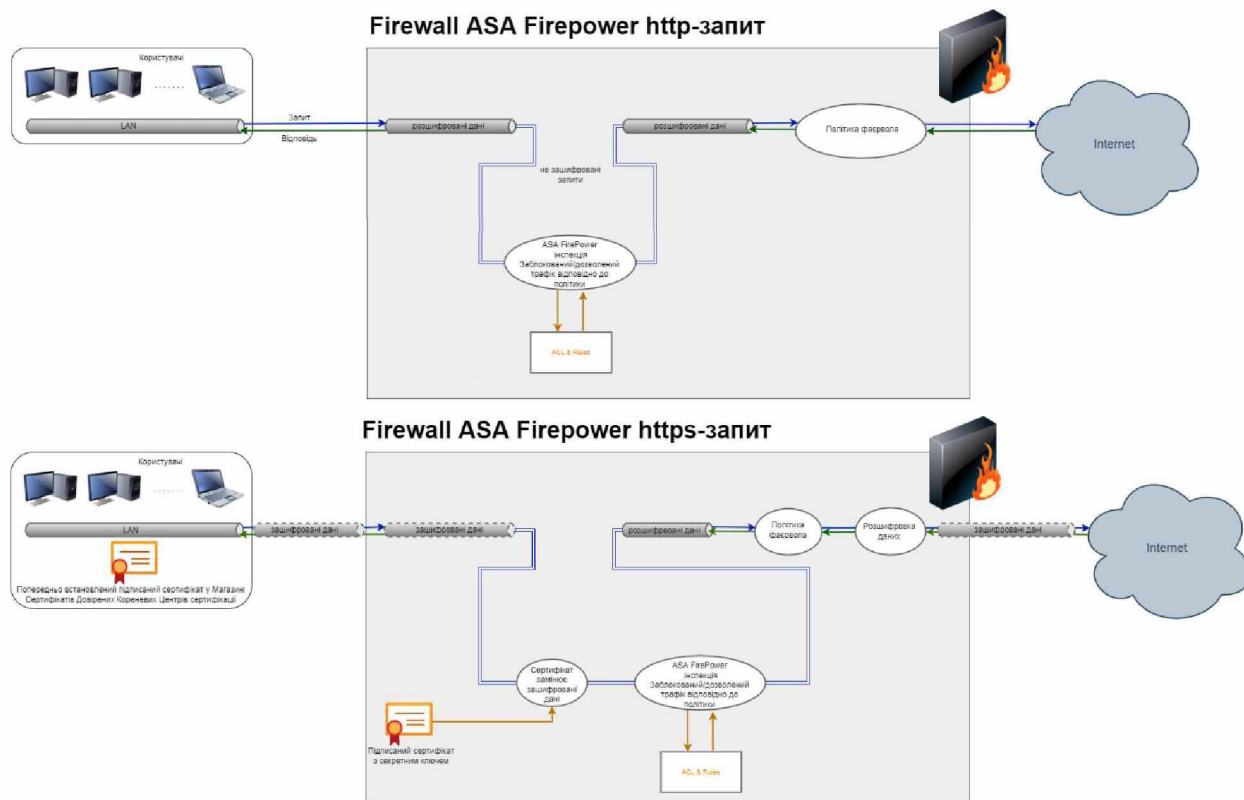 Firewall ASA Firepower http-запит
Користувачі
LAN
Запит
Відповідь
розшифровані дані
розшифровані дані
Політика фаєрвола
Internet
не зашифровані
запити
ASA FirePower
інспекція
Заблокований/дозволений
трафік відповідно до
політики
ACL & Rules
Firewall ASA Firepower https-запит
Користувачі
LAN
зашифровані дані
зашифровані дані
розшифровані дані
Політика
фаєрвола
Розшифровка
даних
зашифровані дані
Internet
Попередньо встановлений підписаний сертифікат у Магазині
Сертифікатів Довірених Кореневих Центрів сертифікації
Сертифікат
замінює
зашифровані
дані
ASA FirePower
інспекція
Заблокований/дозволений
трафік відповідно до
політики
Підписаний сертифікат
з секретним ключем
ACL & Rules